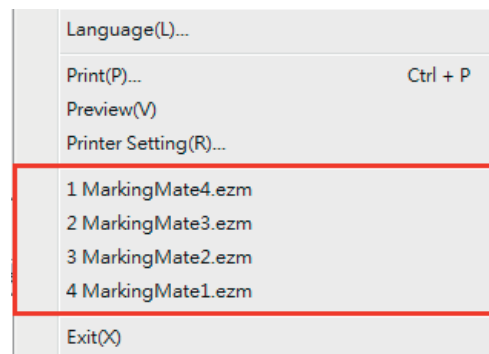 Language(L)...
Print(P)... Ctrl + P
Preview(V)
Printer Setting(R)...
1 MarkingMate4.ezm
2 MarkingMate3.ezm
3 MarkingMate2.ezm
4 MarkingMate1.ezm
Exit(X)